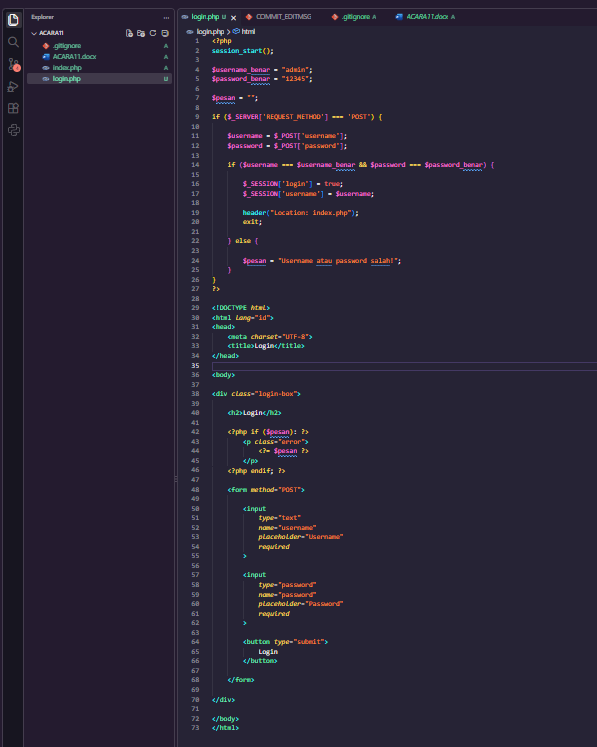 Explorer
ACARA11
.gitignore A
ACARA11.docx A
index.php A
login.php U
login.php U
COMMIT_EDITMSG
.gitignore A
ACARA11.docx A
login.php > html
1 <?php
2 session_start();
3
4 $username_benar = "admin";
5 $password_benar = "12345";
6
7 $pesan = "";
8
9 if ($_SERVER['REQUEST_METHOD'] === 'POST') {
10
11 $username = $_POST['username'];
12 $password = $_POST['password'];
13
14 if ($username === $username_benar && $password === $password_benar) {
15
16 $_SESSION['login'] = true;
17 $_SESSION['username'] = $username;
18
19 header("Location: index.php");
20 exit;
21
22 } else {
23
24 $pesan = "Username atau password salah!";
25 }
26 }
27 ?>
28
29 <!DOCTYPE html>
30 <html lang="id">
31 <head>
32 <meta charset="UTF-8">
33 <title>Login</title>
34 </head>
35
36 <body>
37
38 <div class="login-box">
39
40 <h2>Login</h2>
41
42 <?php if ($pesan): ?>
43 <p class="error">
44 <?= $pesan ?>
45 </p>
46 <?php endif; ?>
47
48 <form method="POST">
49
50 <input
51 type="text"
52 name="username"
53 placeholder="Username"
54 required
55 >
56
57 <input
58 type="password"
59 name="password"
60 placeholder="Password"
61 required
62 >
63
64 <button type="submit">
65 Login
66 </button>
67
68 </form>
69
70 </div>
71
72 </body>
73 </html>